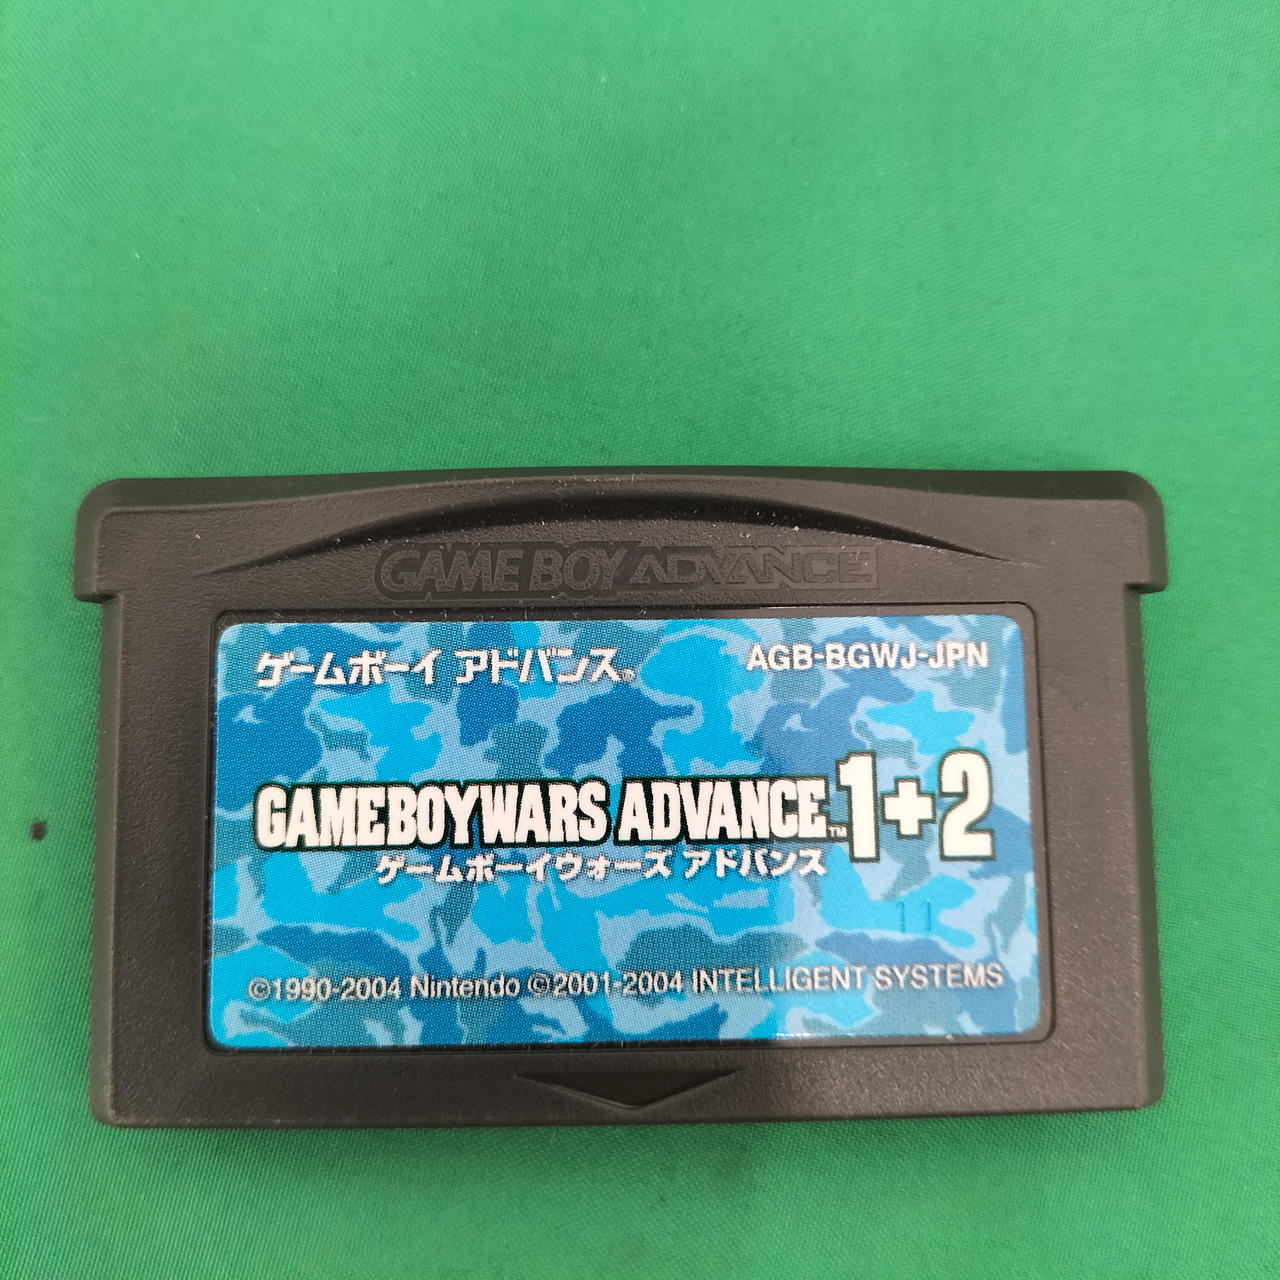 GAME BOY ADVANCE
ゲームボーイ アドバンス® AGB-BGWJ-JPN
GAMEBOYWARS ADVANCE™ 1+2
ゲームボーイウォーズ アドバンス
11
©1990-2004 Nintendo ©2001-2004 INTELLIGENT SYSTEMS